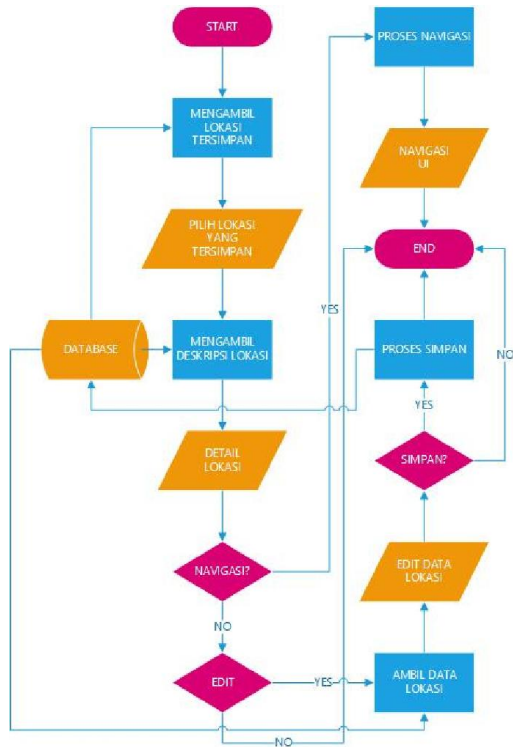 START
PROSES NAVIGASI
MENGAMBIL
LOKASI
TERSIMPAN
NAVIGASI
UI
PILIH LOKASI
YANG
TERSIMPAN
END
YES
DATABASE
MENGAMBIL
DESKRIPSI LOKASI
PROSES SIMPAN
NO
YES
DETAIL
LOKASI
SIMPAN?
NAVIGASI?
EDIT DATA
LOKASI
NO
EDIT
YES
AMBIL DATA
LOKASI
NO